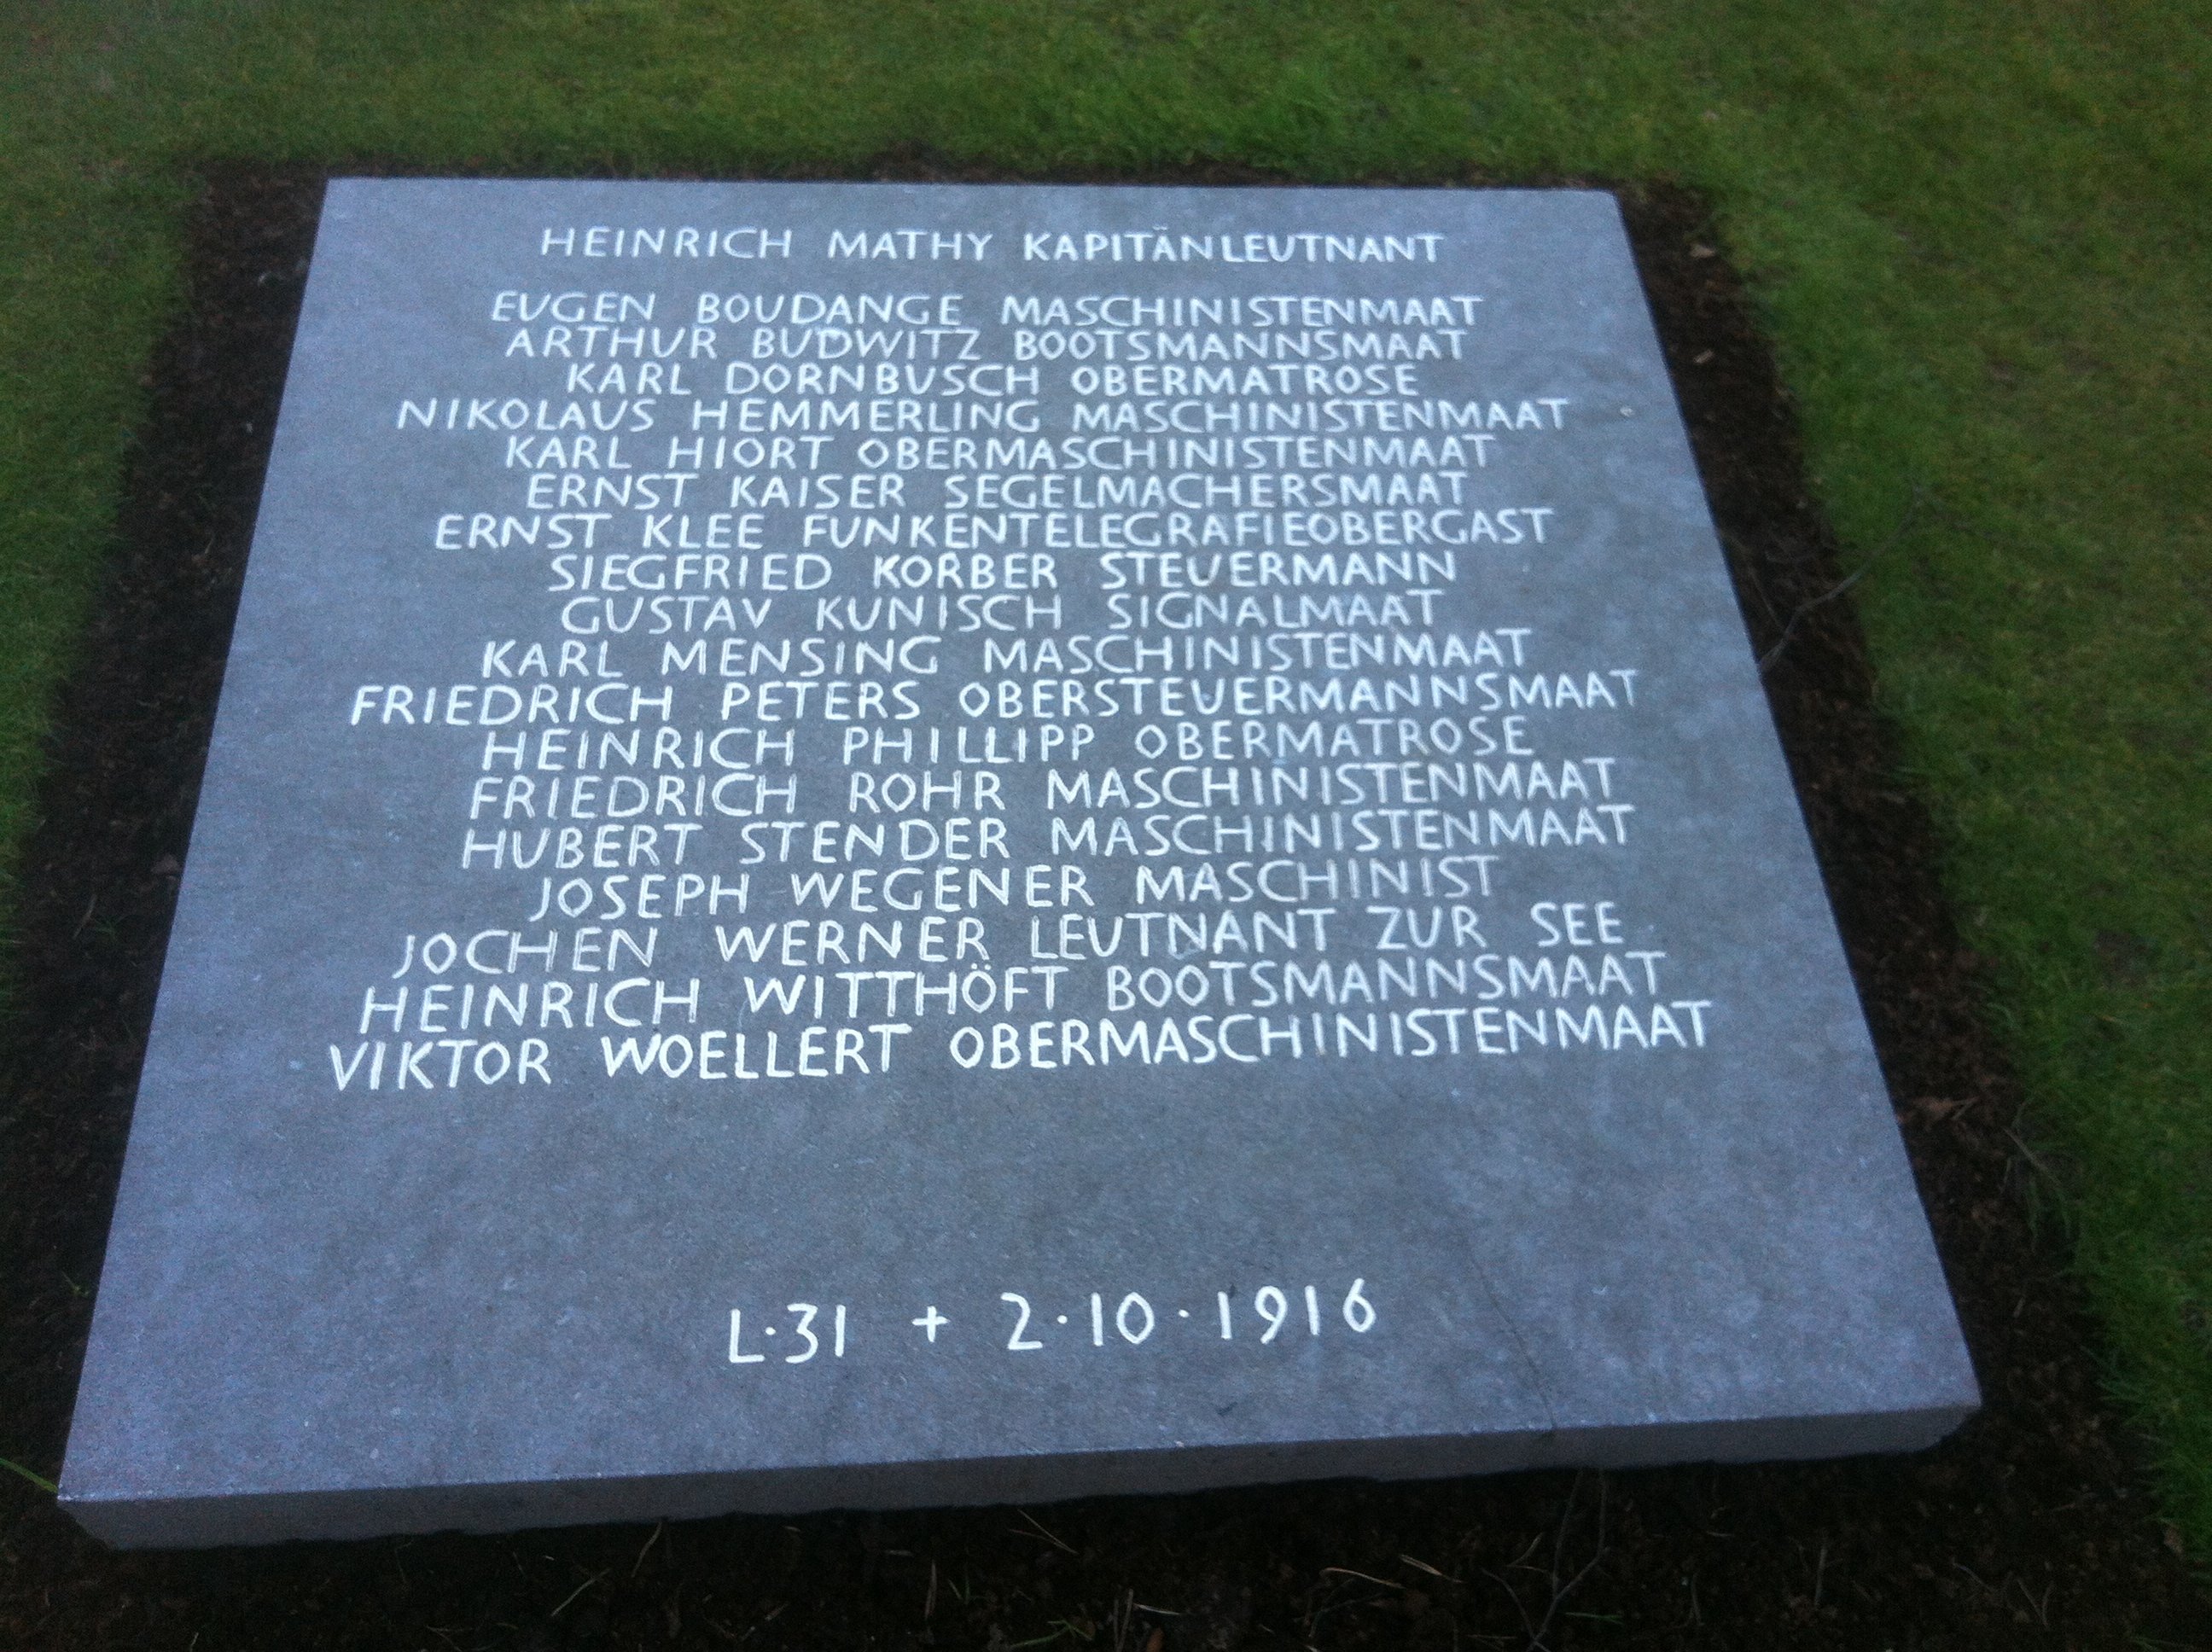 HEINRICH MATHY KAPITÄNLEUTNANT
EUGEN BOUDANGE MASCHINISTENMAAT
ARTHUR BUDWITZ BOOTSMANNSMAAT
KARL DORNBUSCH OBERMATROSE
NIKOLAUS HEMMERLING MASCHINISTENMAAT
KARL HIORT OBERMASCHINISTENMAAT
ERNST KAISER SEGELMACHERSMAAT
ERNST KLEE FUNKENTELEGRAFIEOBERGAST
SIEGFRIED KORBER STEUERMANN
GUSTAV KUNISCH SIGNALMAAT
KARL MENSING MASCHINISTENMAAT
FRIEDRICH PETERS OBERSTEUERMANNSMAAT
HEINRICH PHILLIPP OBERMATROSE
FRIEDRICH ROHR MASCHINISTENMAAT
HUBERT STENDER MASCHINISTENMAAT
JOSEPH WEGENER MASCHINIST
JOCHEN WERNER LEUTNANT ZUR SEE
HEINRICH WITTHÖFT BOOTSMANNSMAAT
VIKTOR WOELLERT OBERMASCHINISTENMAAT
L·31 + 2·10·1916